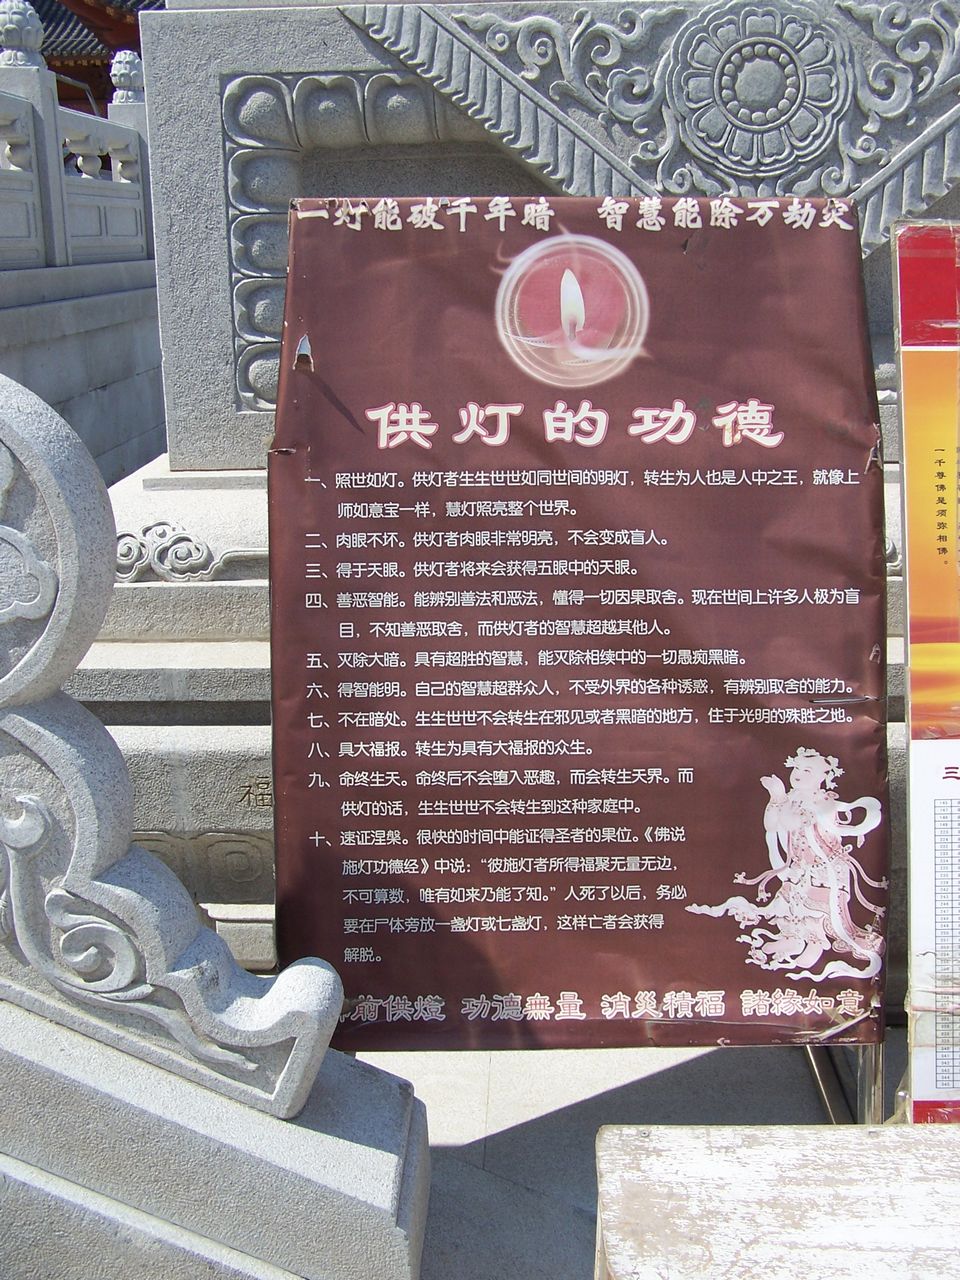 一灯能破千年暗 智慧能除万劫灾
供灯的功德
一、照世如灯。供灯者生生世世如同世间的明灯，转生为人也是人中之王，就像上
师如意宝一样，慧灯照亮整个世界。
二、肉眼不坏。供灯者肉眼非常明亮，不会变成盲人。
三、得于天眼。供灯者将来会获得五眼中的天眼。
四、善恶智能。能辨别善法和恶法，懂得一切因果取舍。现在世间上许多人极为盲
目，不知善恶取舍，而供灯者的智慧超越其他人。
五、灭除大暗。具有超胜的智慧，能灭除相续中的一切愚痴黑暗。
六、得智能明。自己的智慧超群众人，不受外界的各种诱惑，有辨别取舍的能力。
七、不在暗处。生生世世不会转生在邪见或者黑暗的地方，住于光明的殊胜之地。
八、具大福报。转生为具有大福报的众生。
九、命终生天。命终后不会堕入恶趣，而会转生天界。而
供灯的话，生生世世不会转生到这种家庭中。
十、速证涅槃。很快的时间中能证得圣者的果位。《佛说
施灯功德经》中说：“彼施灯者所得福聚无量无边，
不可算数，唯有如来乃能了知。”人死了以后，务必
要在尸体旁放一盏灯或七盏灯，这样亡者会获得
解脱。
前供燈 功德無量 消災積福 諸緣如意
一千尊佛是须弥相佛。
福
三